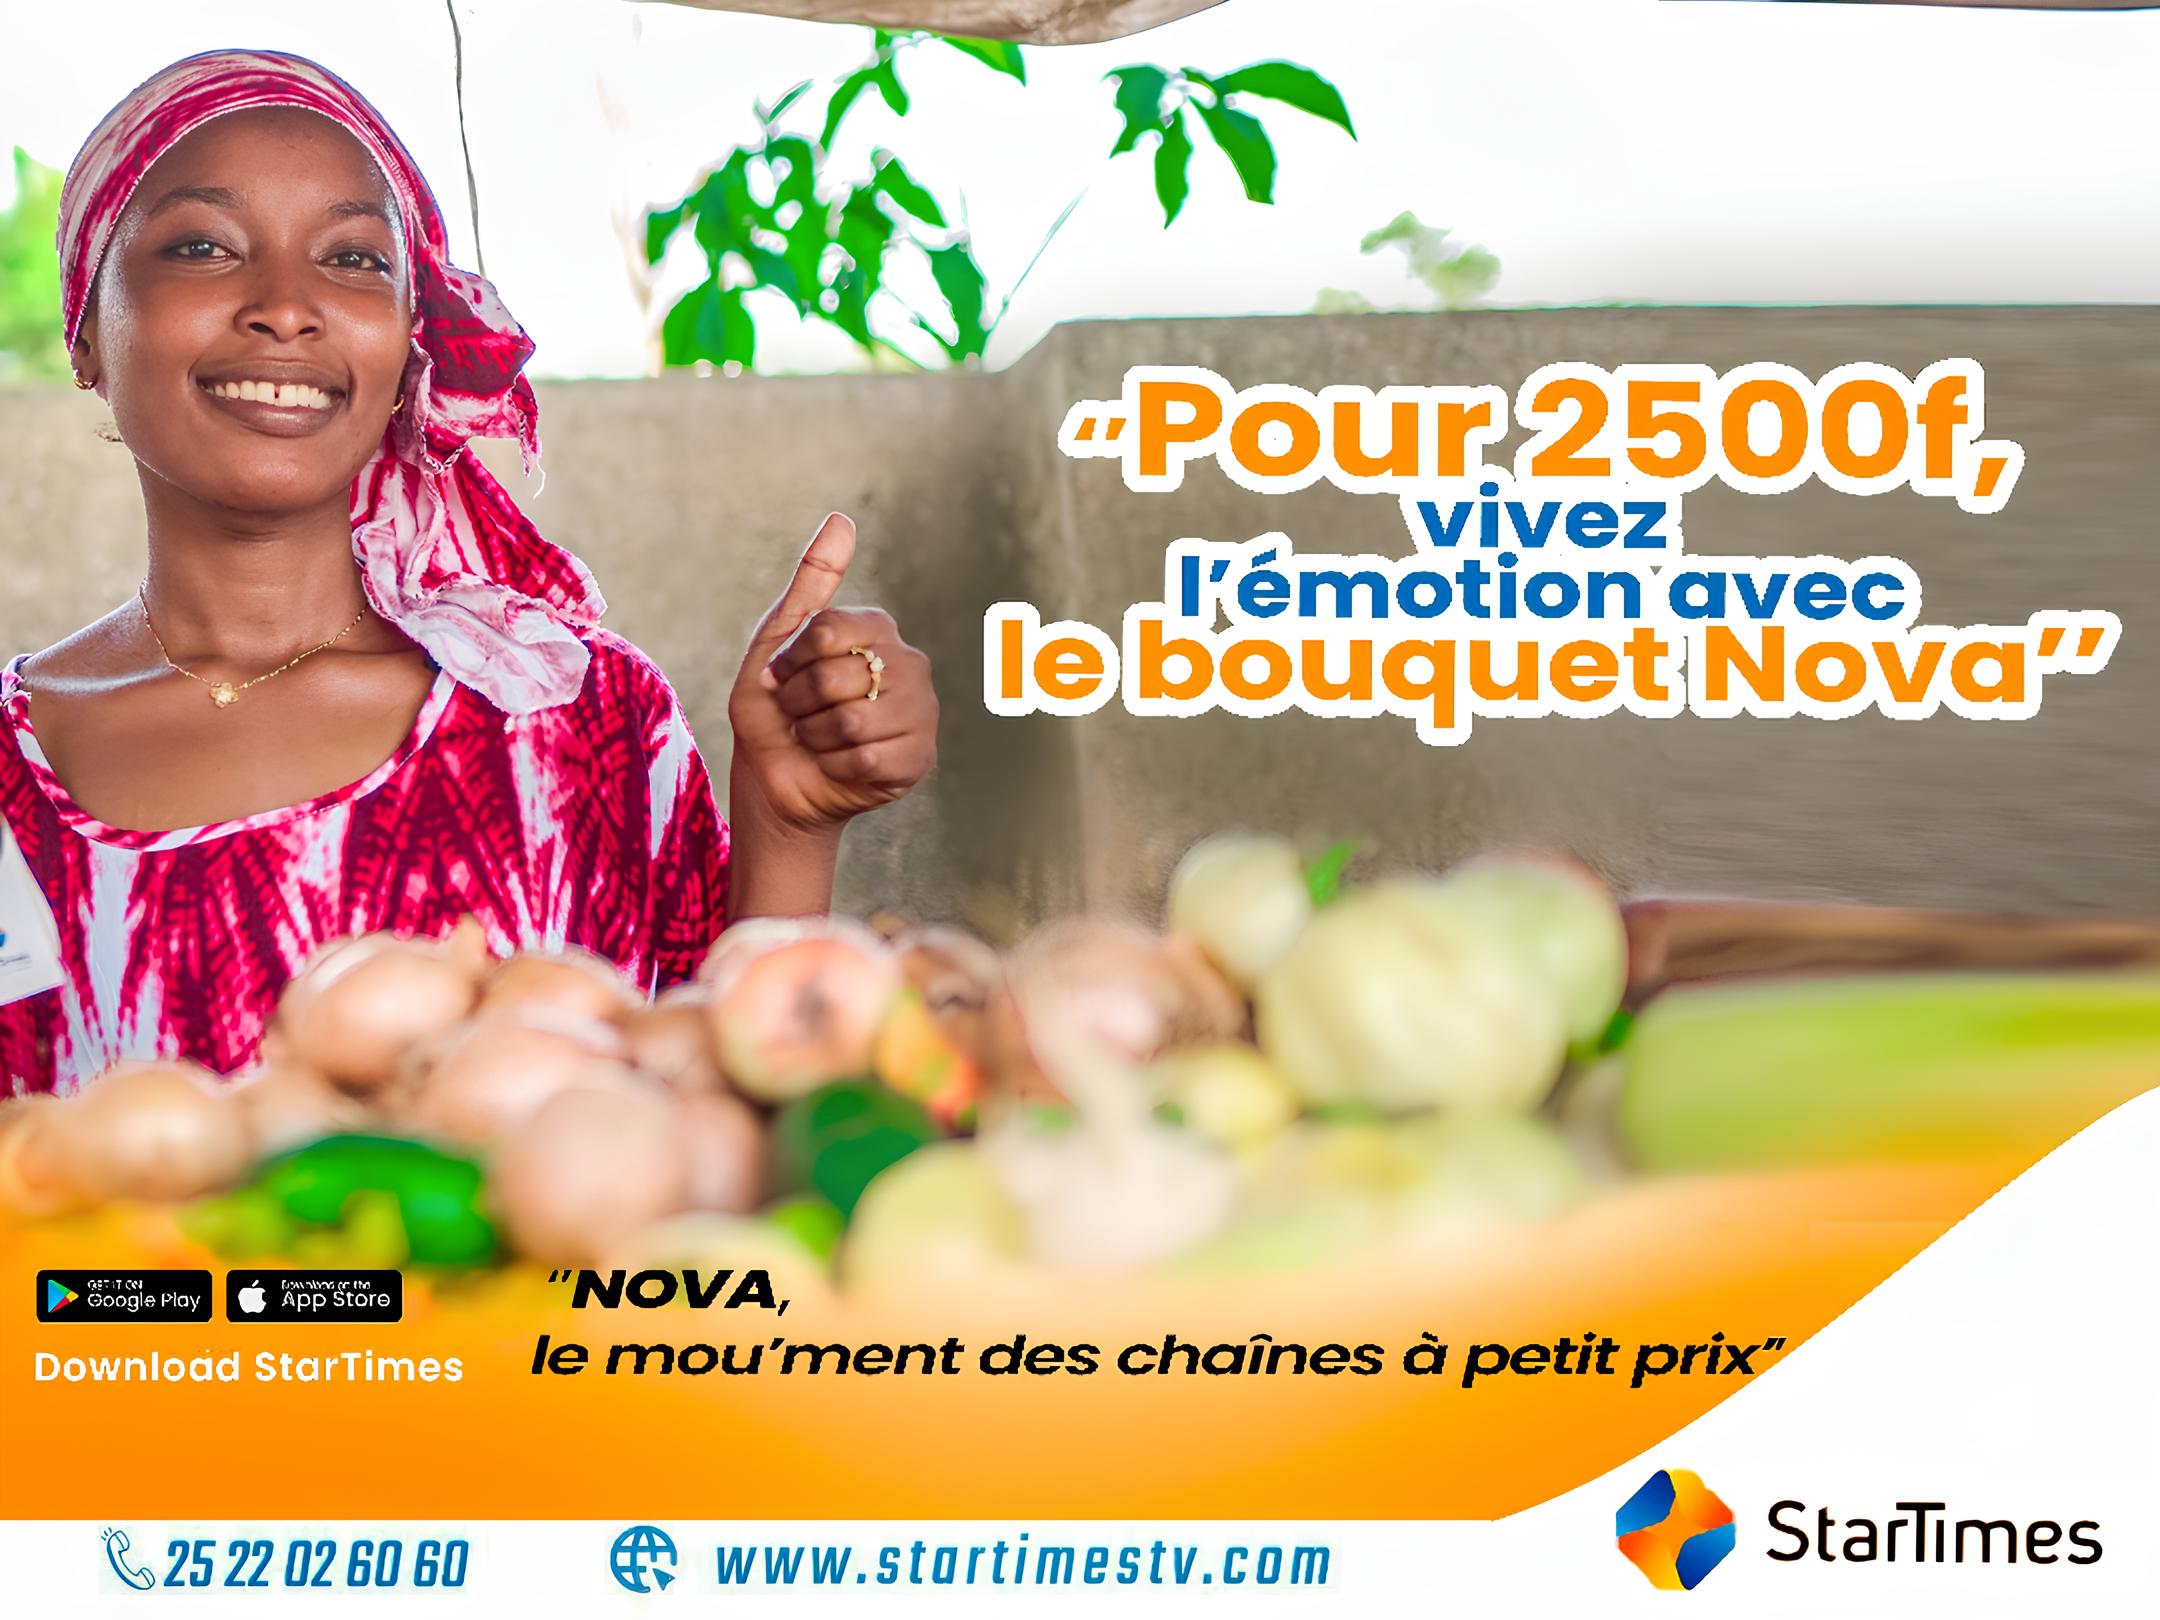 ‘‘Pour 2500f,
vivez
l’émotion avec
le bouquet Nova’’
GET IT ON
Google Play
Download on the
App Store
Download StarTimes
‘‘NOVA,
le mou’ment des chaînes à petit prix’’
25 22 02 60 60
www.startimestv.com
StarTimes